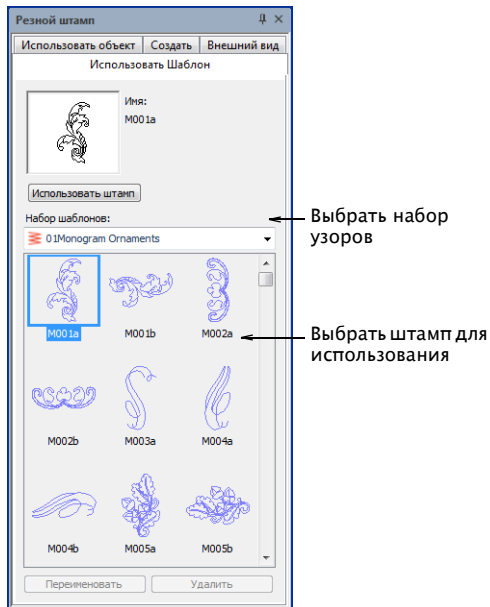 Резной штамп
Использовать объект Создать Внешний вид
Использовать Шаблон
Имя:
M001a
Использовать штамп
Набор шаблонов:
01Monogram Ornaments
Выбрать набор
узоров
M001a M001b M002a
Выбрать штамп для
использования
M002b M003a M004a
M004b M005a M005b
Переименовать Удалить